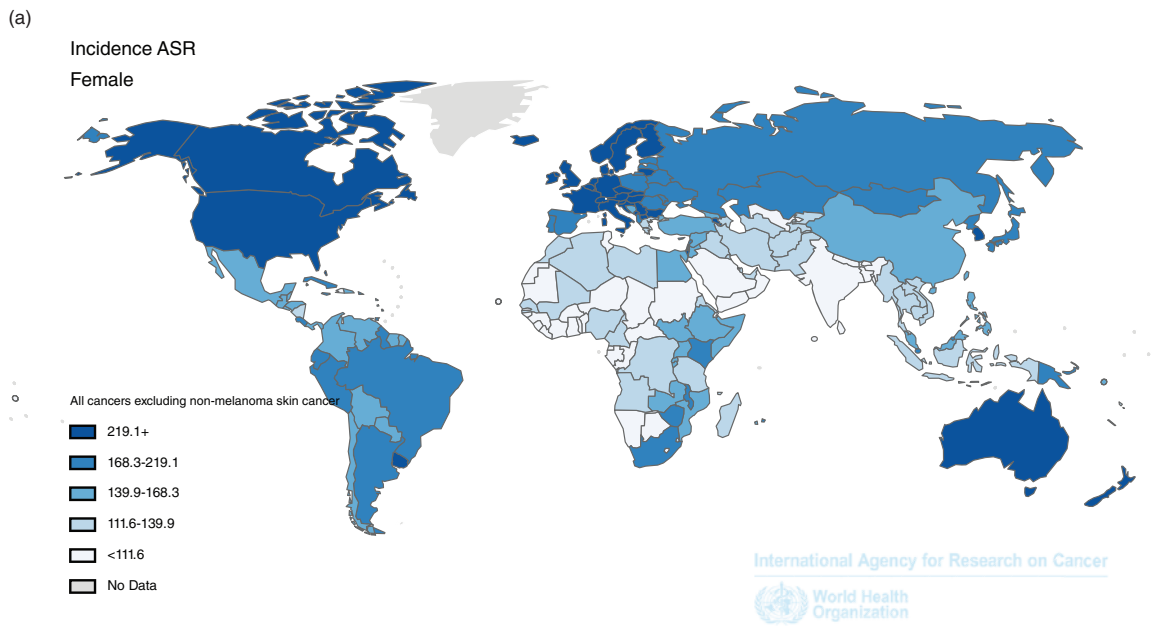 (a)
Incidence ASR
Female
All cancers excluding non-melanoma skin cancer
219.1+
168.3-219.1
139.9-168.3
111.6-139.9
<111.6
No Data
International Agency for Research on Cancer
World Health
Organization